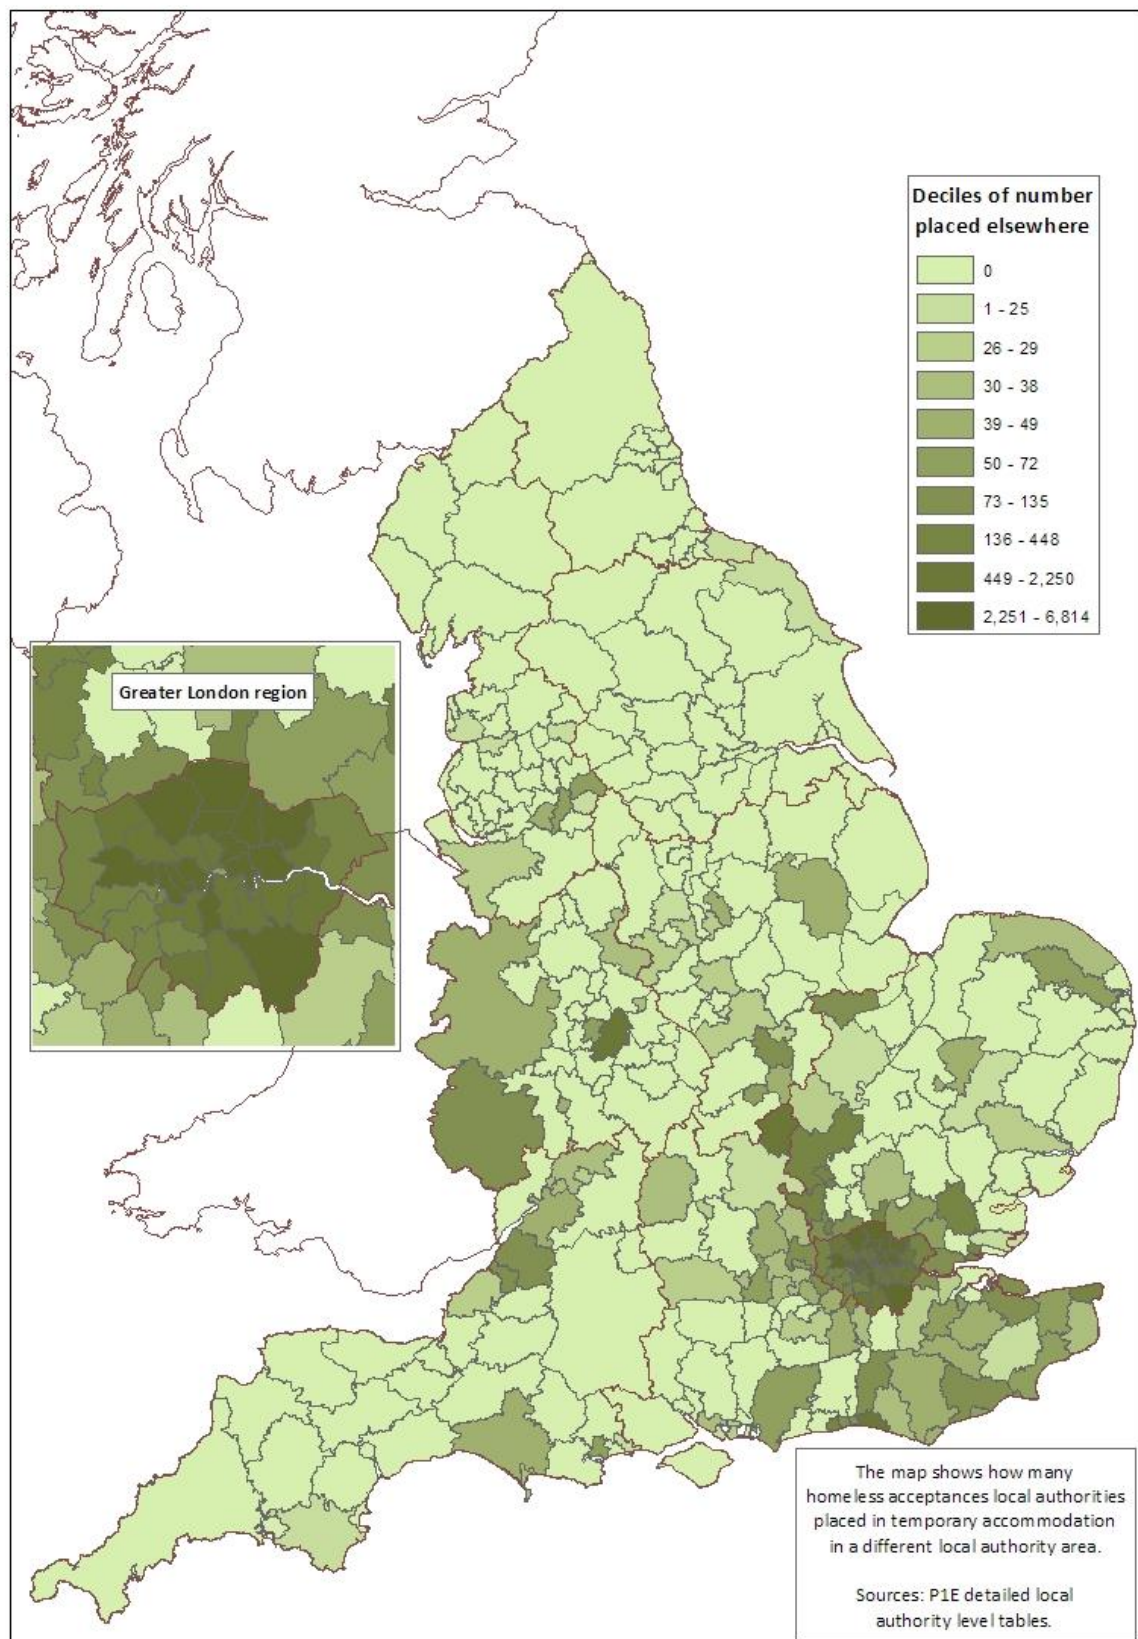 Deciles of number
placed elsewhere
0
1 - 25
26 - 29
30 - 38
39 - 49
50 - 72
73 - 135
136 - 448
449 - 2,250
2,251 - 6,814
Greater London region
The map shows how many
homeless acceptances local authorities
placed in temporary accommodation
in a different local authority area.
Sources: P1E detailed local
authority level tables.